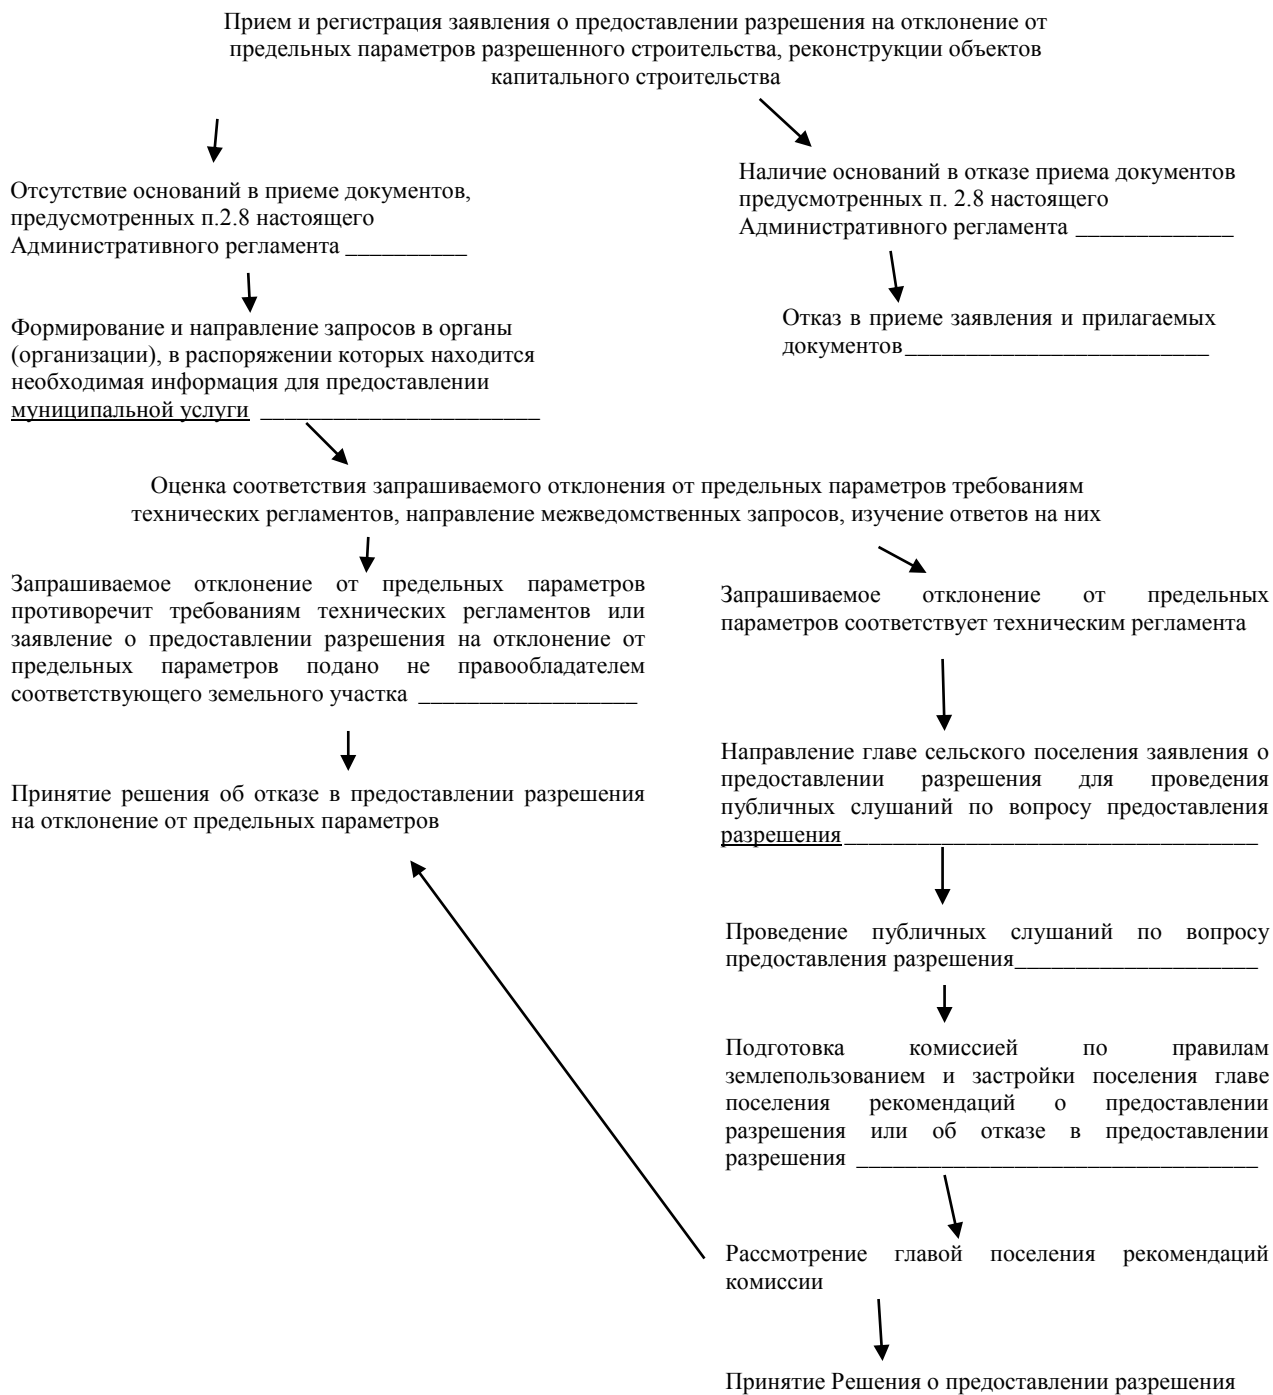 Прием и регистрация заявления о предоставлении разрешения на отклонение от
предельных параметров разрешенного строительства, реконструкции объектов
капитального строительства
Отсутствие оснований в приеме документов,
предусмотренных п.2.8 настоящего
Административного регламента __________
Наличие оснований в отказе приема документов
предусмотренных п. 2.8 настоящего
Административного регламента _____________
Формирование и направление запросов в органы
(организации), в распоряжении которых находится
необходимая информация для предоставлении
муниципальной услуги _______________________
Отказ в приеме заявления и прилагаемых
документов_________________________
Оценка соответствия запрашиваемого отклонения от предельных параметров требованиям
технических регламентов, направление межведомственных запросов, изучение ответов на них
Запрашиваемое отклонение от предельных параметров
противоречит требованиям технических регламентов или
заявление о предоставлении разрешения на отклонение от
предельных параметров подано не правообладателем
соответствующего земельного участка __________________
Запрашиваемое отклонение от предельных
параметров соответствует техническим регламента
Принятие решения об отказе в предоставлении разрешения
на отклонение от предельных параметров
Направление главе сельского поселения заявления о
предоставлении разрешения для проведения
публичных слушаний по вопросу предоставления
разрешения__________________________________
Проведение публичных слушаний по вопросу
предоставления разрешения____________________
Подготовка комиссией по правилам
землепользованием и застройки поселения главе
поселения рекомендаций о предоставлении
разрешения или об отказе в предоставлении
разрешения _________________________________
Рассмотрение главой поселения рекомендаций
комиссии
Принятие Решения о предоставлении разрешения